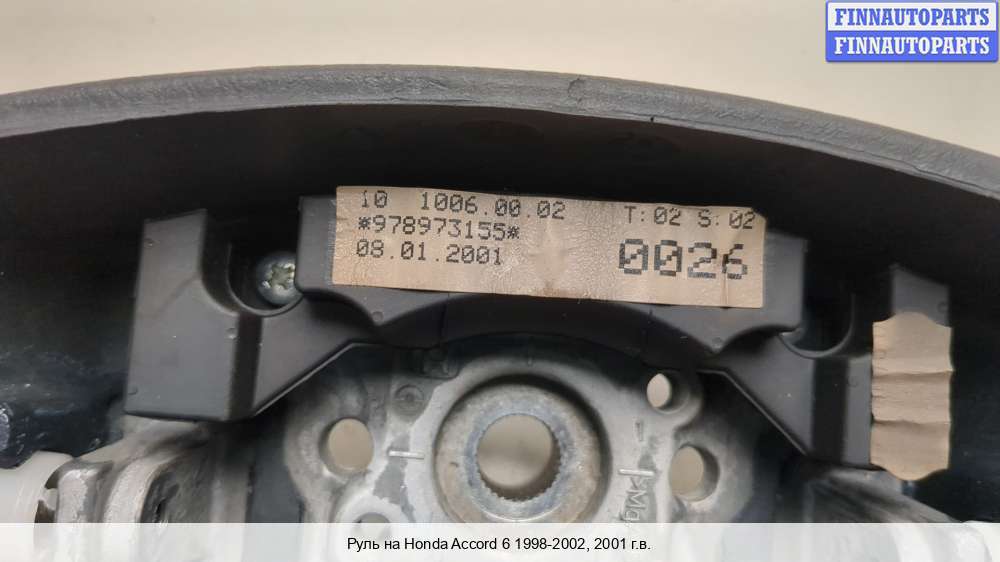 FINNAUTOPARTS
FINNAUTOPARTS
10 1006.00.02 T:02 S:02
*978973155*
08.01.2001 0026
>Mg
Руль на Honda Accord 6 1998-2002, 2001 г.в.